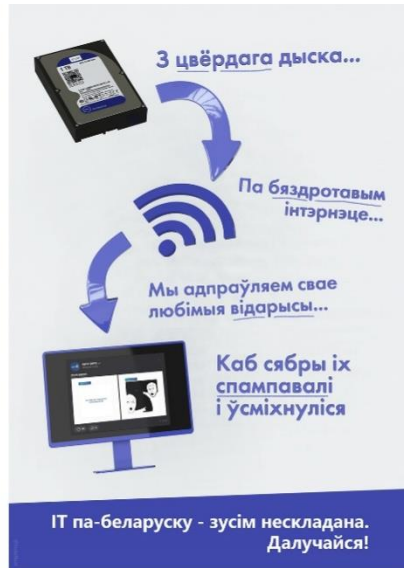 З цвёрдага дыска...
Па бяздротавым
інтэрнэце...
Мы адпраўляем свае
любімыя відарысы...
Каб сябры іх
спампавалі
і ўсміхнуліся
IT па-беларуску - зусім нескладана.
Далучайся!